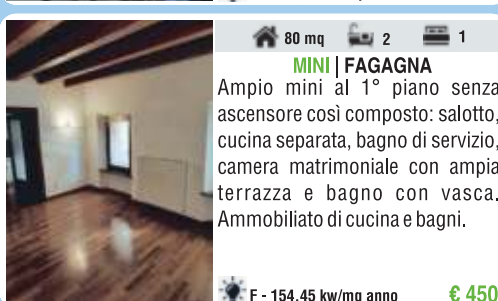 80 mq 2 1
MINI | FAGAGNA
Ampio mini al 1° piano senza
ascensore così composto: salotto,
cucina separata, bagno di servizio,
camera matrimoniale con ampia
terrazza e bagno con vasca.
Ammobiliato di cucina e bagni.
F - 154,45 kw/mq anno € 450